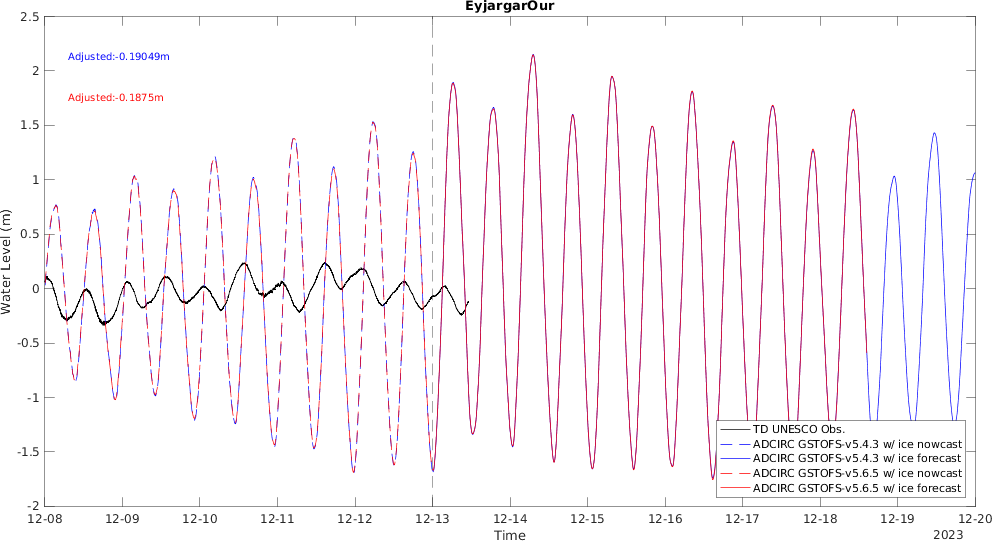 EyjargarOur
Adjusted:-0.19049m
Adjusted:-0.1875m
Water Level (m)
2.5
2
1.5
1
0.5
0
-0.5
-1
-1.5
-2
TD UNESCO Obs.
ADCIRC GSTOFS-v5.4.3 w/ ice nowcast
ADCIRC GSTOFS-v5.4.3 w/ ice forecast
ADCIRC GSTOFS-v5.6.5 w/ ice nowcast
ADCIRC GSTOFS-v5.6.5 w/ ice forecast
12-08 12-09 12-10 12-11 12-12 12-13 12-14 12-15 12-16 12-17 12-18 12-19 12-20
Time
2023